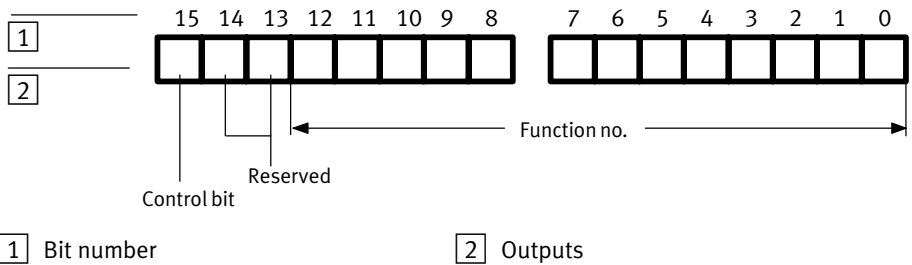 15 14 13 12 11 10 9 8 7 6 5 4 3 2 1 0
1
2
Function no.
Reserved
Control bit
1 Bit number 2 Outputs